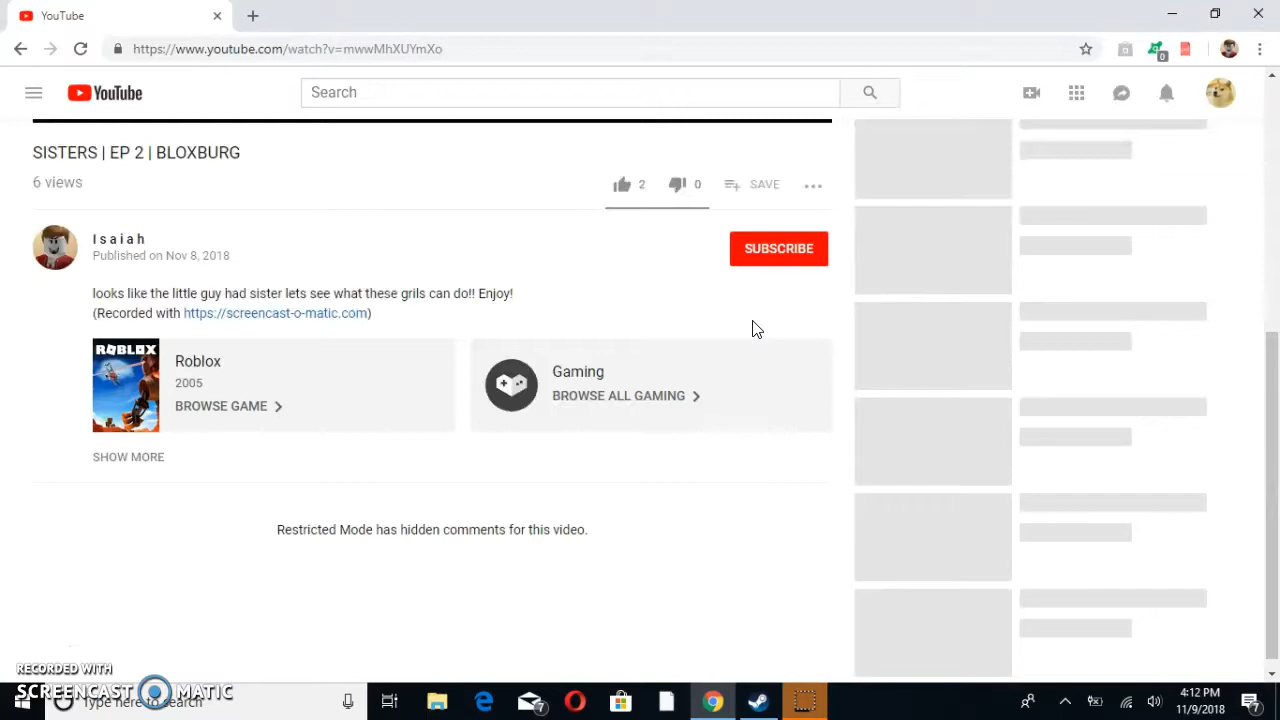 YouTube
https://www.youtube.com/watch?v=mwwMhXUYmXo
0
YouTube
Search
SISTERS | EP 2 | BLOXBURG
6 views
2
0
SAVE
I s a i a h
Published on Nov 8, 2018
SUBSCRIBE
looks like the little guy had sister lets see what these grils can do!! Enjoy!
(Recorded with https://screencast-o-matic.com)
ROBLOX
Roblox
2005
BROWSE GAME
Gaming
BROWSE ALL GAMING
SHOW MORE
Restricted Mode has hidden comments for this video.
RECORDED WITH
SCREENCAST MATIC
Type here to search
7
4:12 PM
11/9/2018
7